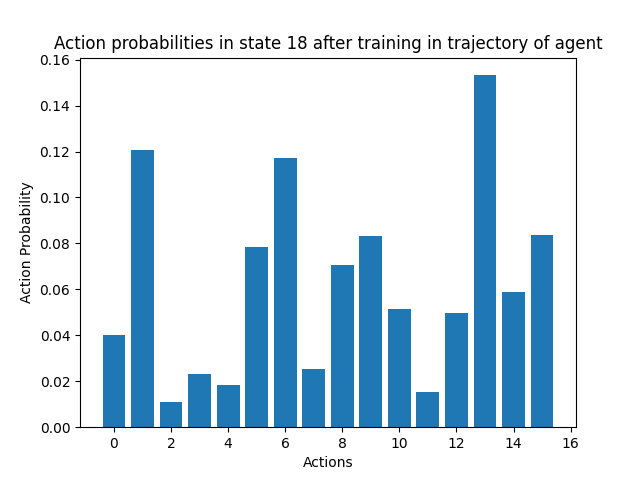 Action probabilities in state 18 after training in trajectory of agent
0.16
0.14
0.12
0.10
0.08
0.06
0.04
0.02
0.00
Action Probability
0 2 4 6 8 10 12 14 16
Actions